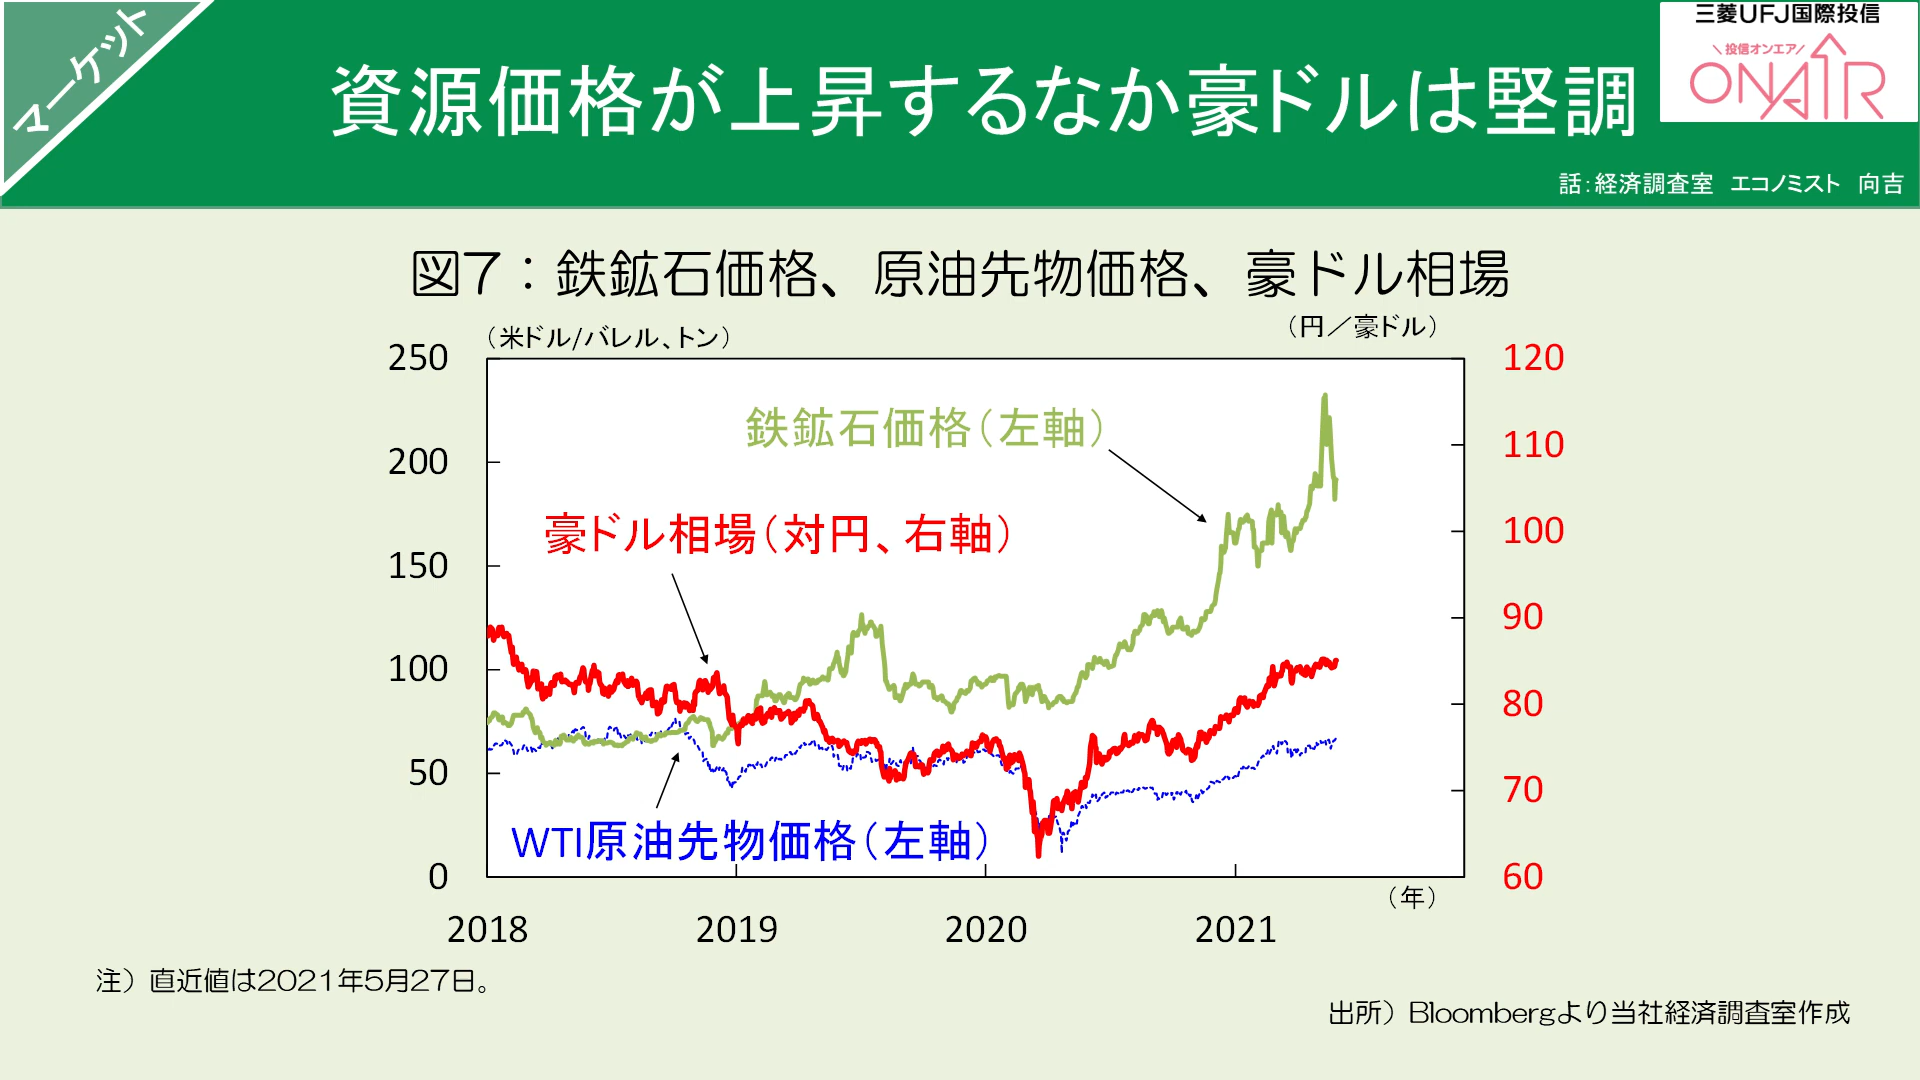 マーケット
三菱UFJ国際投信
\投信オンエア/
ONAIR
資源価格が上昇するなか豪ドルは堅調
話:経済調査室 エコノミスト 向吉
図7:鉄鉱石価格、原油先物価格、豪ドル相場
(米ドル/バレル、トン)
(円/豪ドル)
250
200
150
100
50
0
120
110
100
90
80
70
60
鉄鉱石価格(左軸)
豪ドル相場(対円、右軸)
WTI原油先物価格(左軸)
(年)
2018 2019 2020 2021
注)直近値は2021年5月27日。
出所)Bloombergより当社経済調査室作成